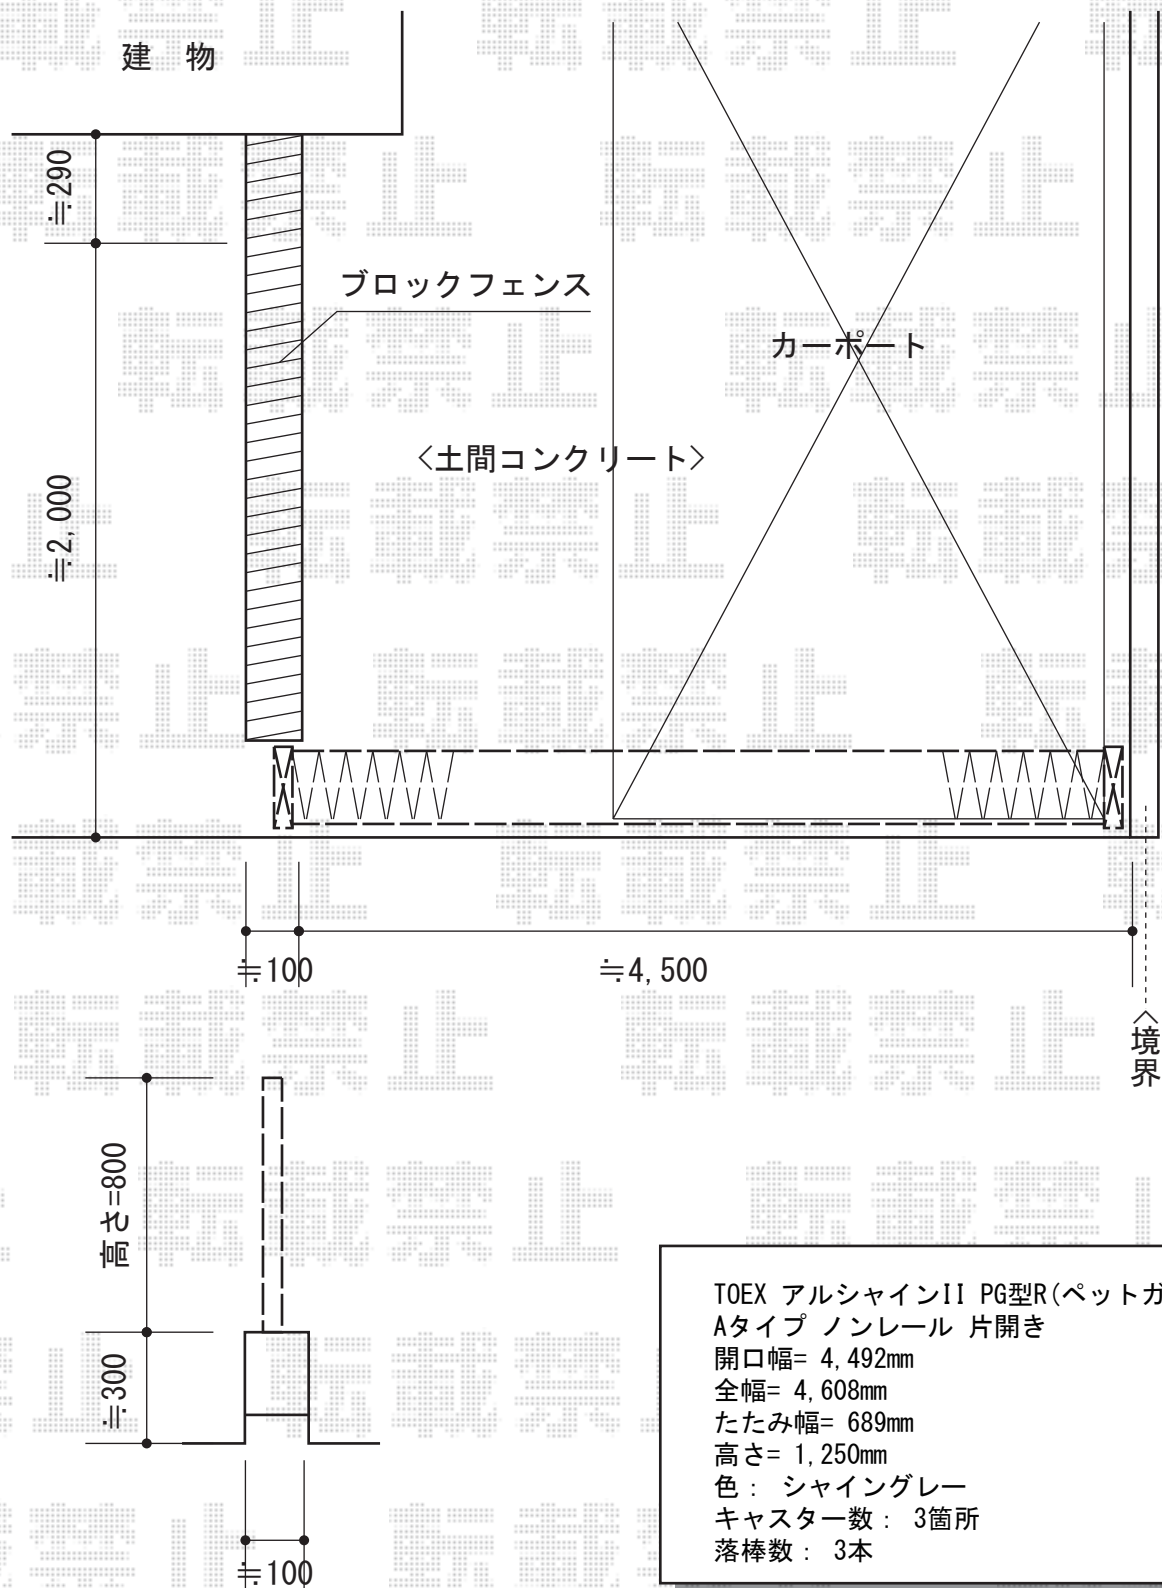 建 物
≒290
ブロックフェンス
カーポート
〈土間コンクリート〉
≒2,000
≒100
≒4,500
〈境界
高さ=800
≒300
≒100
TOEX アルシャインII PG型R(ペットガ
Aタイプ ノンレール 片開き
開口幅= 4,492mm
全幅= 4,608mm
たたみ幅= 689mm
高さ= 1,250mm
色： シャイングレー
キャスター数： 3箇所
落棒数： 3本
転載禁止